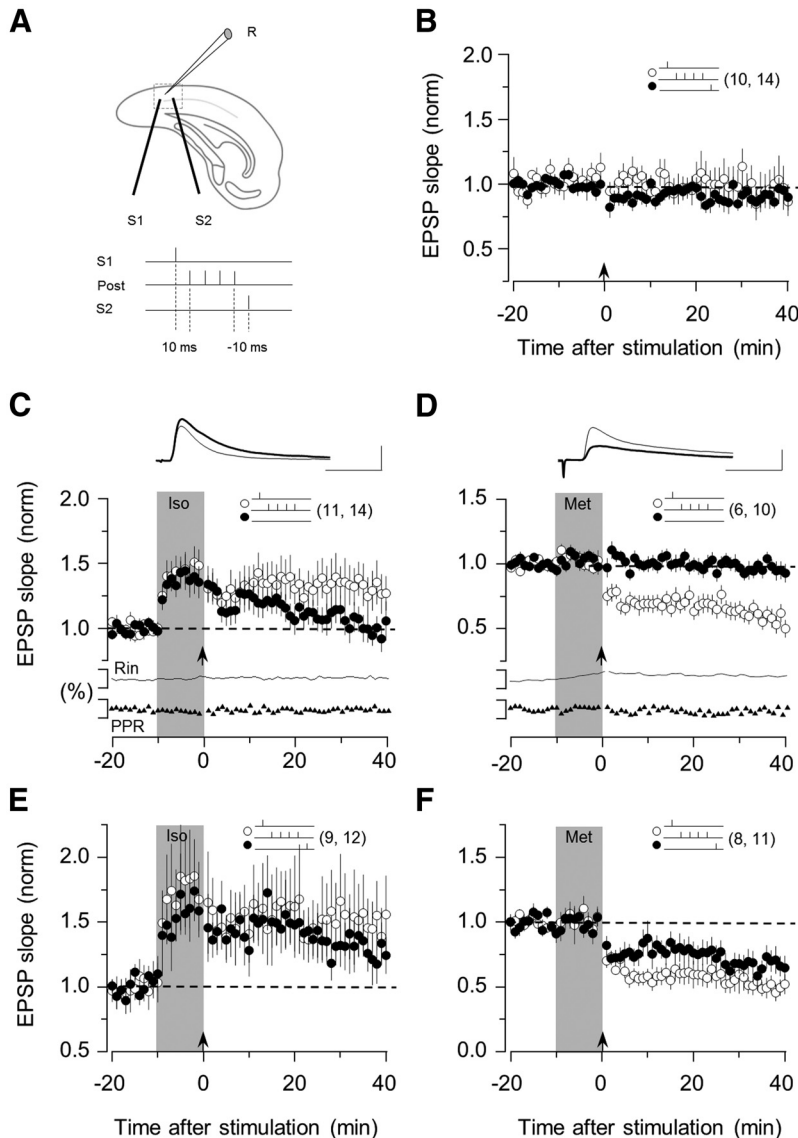 A
R
S1
S2
S1
Post
S2
10 ms
-10 ms
B
(10, 14)
2.0
1.5
1.0
0.5
EPSP slope (norm)
-20
0
20
40
Time after stimulation (min)
C
Iso
(11, 14)
2.0
1.5
1.0
EPSP slope (norm)
Rin
(%)
PPR
-20
0
20
40
D
Met
(6, 10)
1.5
1.0
0.5
-20
0
20
40
E
Iso
(9, 12)
2.0
1.5
1.0
0.5
EPSP slope (norm)
-20
0
20
40
Time after stimulation (min)
F
Met
(8, 11)
1.5
1.0
0.5
0.0
-20
0
20
40
Time after stimulation (min)